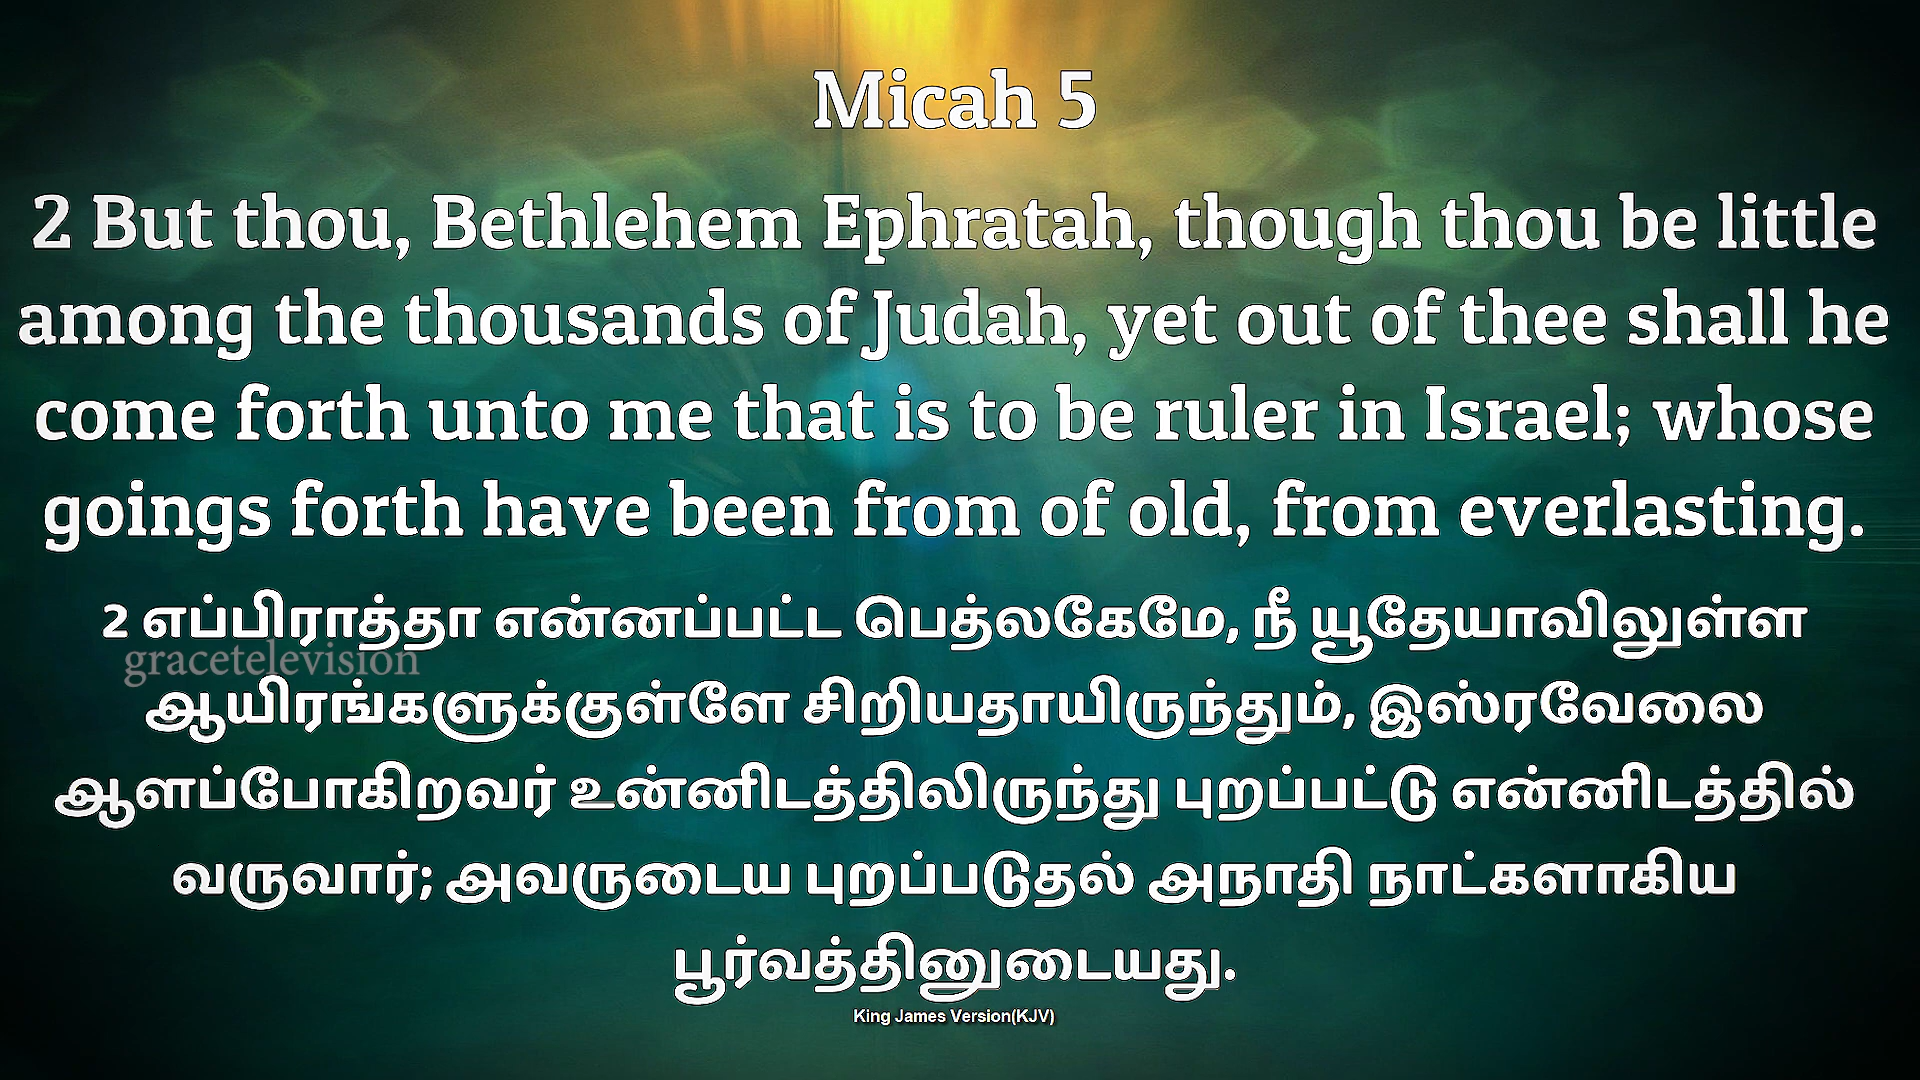 Micah 5
2 But thou, Bethlehem Ephratah, though thou be little
among the thousands of Judah, yet out of thee shall he
come forth unto me that is to be ruler in Israel; whose
goings forth have been from of old, from everlasting.
2 எப்பிராத்தா என்னப்பட்ட பெத்லகேமே, நீ யூதேயாவிலுள்ள
gracetelevision
ஆயிரங்களுக்குள்ளே சிறியதாயிருந்தும், இஸ்ரவேலை
ஆளப்போகிறவர் உன்னிடத்திலிருந்து புறப்பட்டு என்னிடத்தில்
வருவார்; அவருடைய புறப்படுதல் அநாதி நாட்களாகிய
பூர்வத்தினுடையது.
King James Version(KJV)